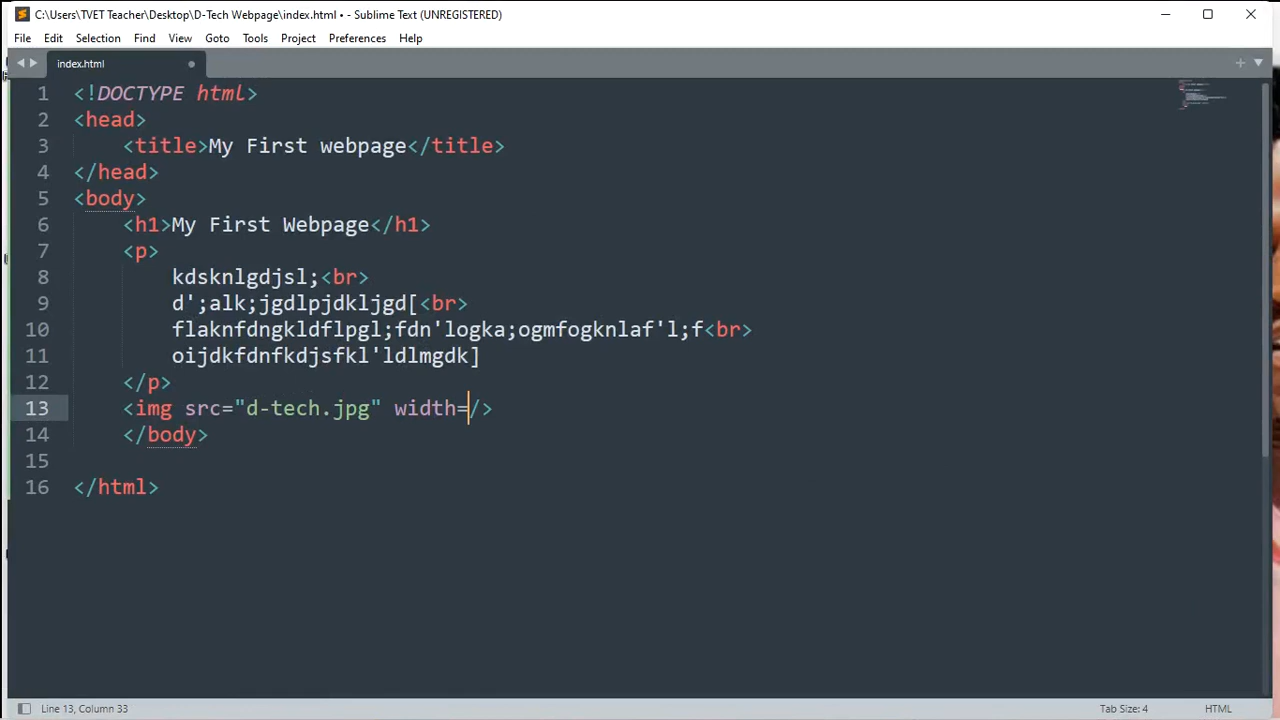 C:\Users\TVET Teacher\Desktop\D-Tech Webpage\index.html • - Sublime Text (UNREGISTERED)
File Edit Selection Find View Goto Tools Project Preferences Help
index.html
1 <!DOCTYPE html>
2 <head>
3 <title>My First webpage</title>
4 </head>
5 <body>
6 <h1>My First Webpage</h1>
7 <p>
8 kdsknlgdjsl;<br>
9 d';alk;jgdlpjdkljgd[<br>
10 flaknfdngkldflpgl;fdn'logka;ogmfogknlaf'l;f<br>
11 oijdkfdnfkdjsfkl'ldlmgdk]
12 </p>
13 <img src="d-tech.jpg" width=/>
14 </body>
15
16 </html>
Line 13, Column 33
Tab Size: 4
HTML